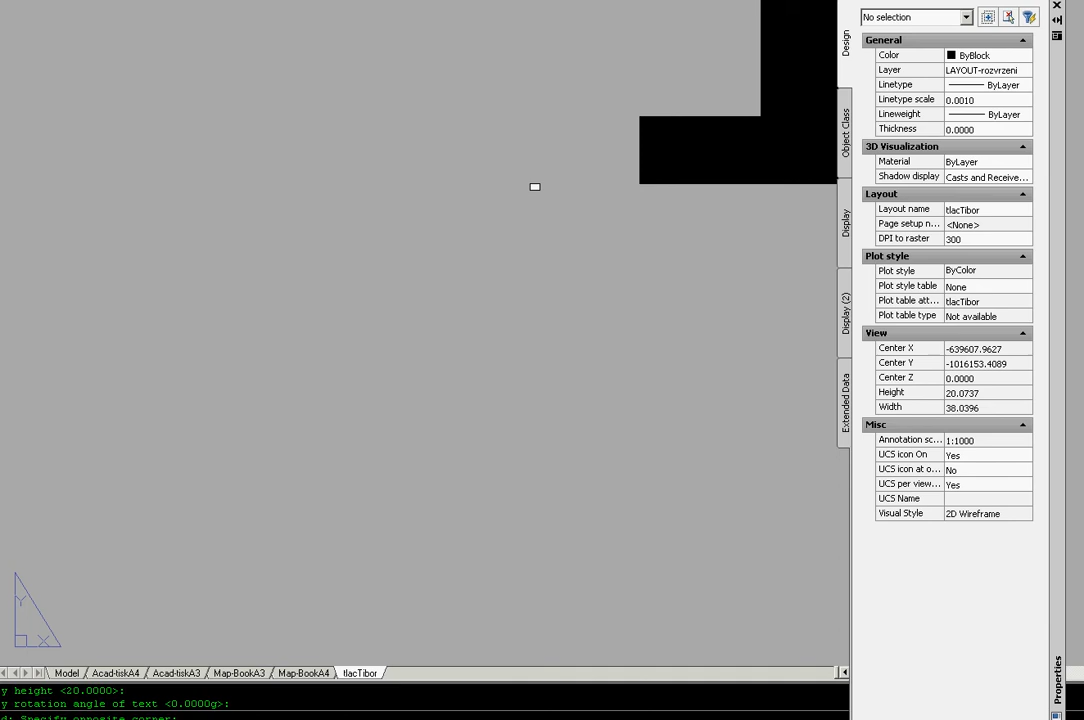 No selection
General
Color ByBlock
Layer LAYOUT-rozvrzeni
Linetype ByLayer
Linetype scale 0.0010
Lineweight ByLayer
Thickness 0.0000
3D Visualization
Material ByLayer
Shadow display Casts and Receive...
Layout
Layout name tlacTibor
Page setup n... <None>
DPI to raster 300
Plot style
Plot style ByColor
Plot style table None
Plot table att... tlacTibor
Plot table type Not available
View
Center X -639607.9627
Center Y -1016153.4089
Center Z 0.0000
Height 20.0737
Width 38.0396
Misc
Annotation sc... 1:1000
UCS icon On Yes
UCS icon at o... No
UCS per view... Yes
UCS Name
Visual Style 2D Wireframe
Design
Object Class
Display
Display (2)
Extended Data
Properties
Y
X
Model Acad-tiskA4 Acad-tiskA3 Map-BookA3 Map-BookA4 tlacTibor
y height <20.0000>:
y rotation angle of text <0.0000g>:
d: Specify opposite corner: